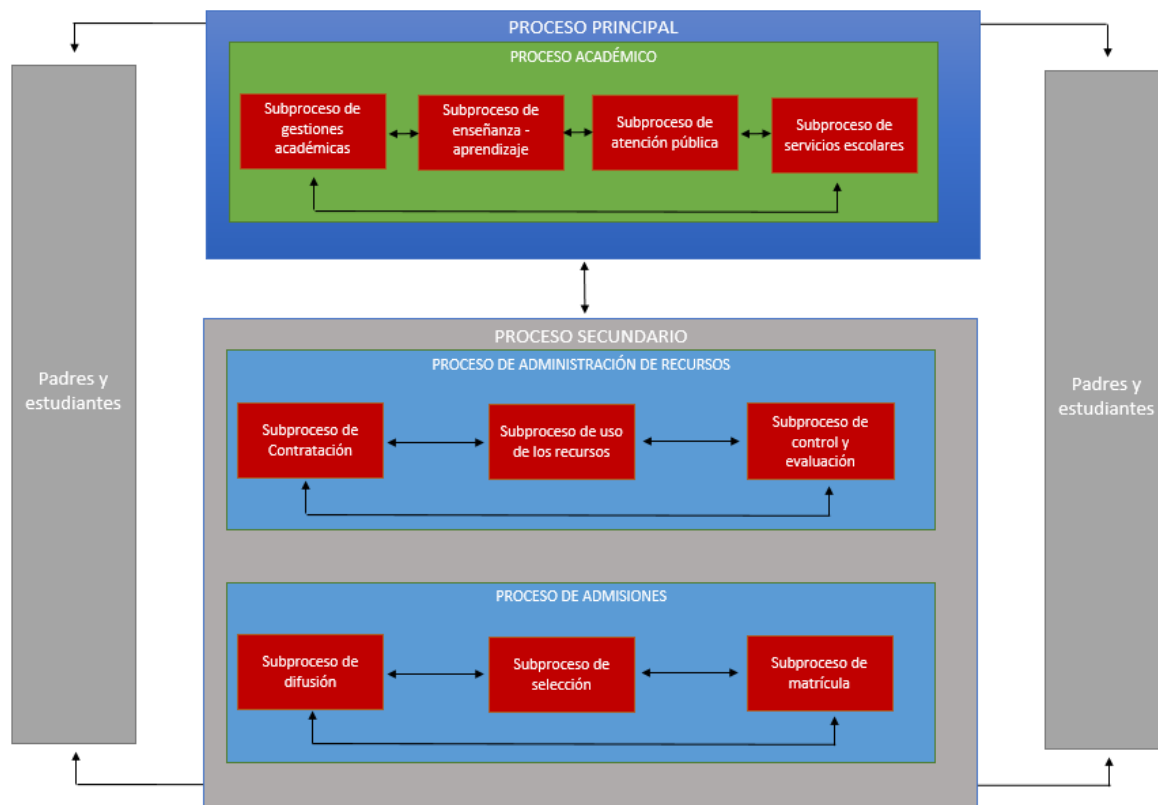 PROCESO PRINCIPAL
PROCESO ACADÉMICO
Subproceso de
gestiones
académicas
Subproceso de
enseñanza -
aprendizaje
Subproceso de
atención pública
Subproceso de
servicios escolares
Padres y
estudiantes
PROCESO SECUNDARIO
PROCESO DE ADMINISTRACIÓN DE RECURSOS
Subproceso de
Contratación
Subproceso de uso
de los recursos
Subproceso de
control y
evaluación
PROCESO DE ADMISIONES
Subproceso de
difusión
Subproceso de
selección
Subproceso de
matrícula
Padres y
estudiantes